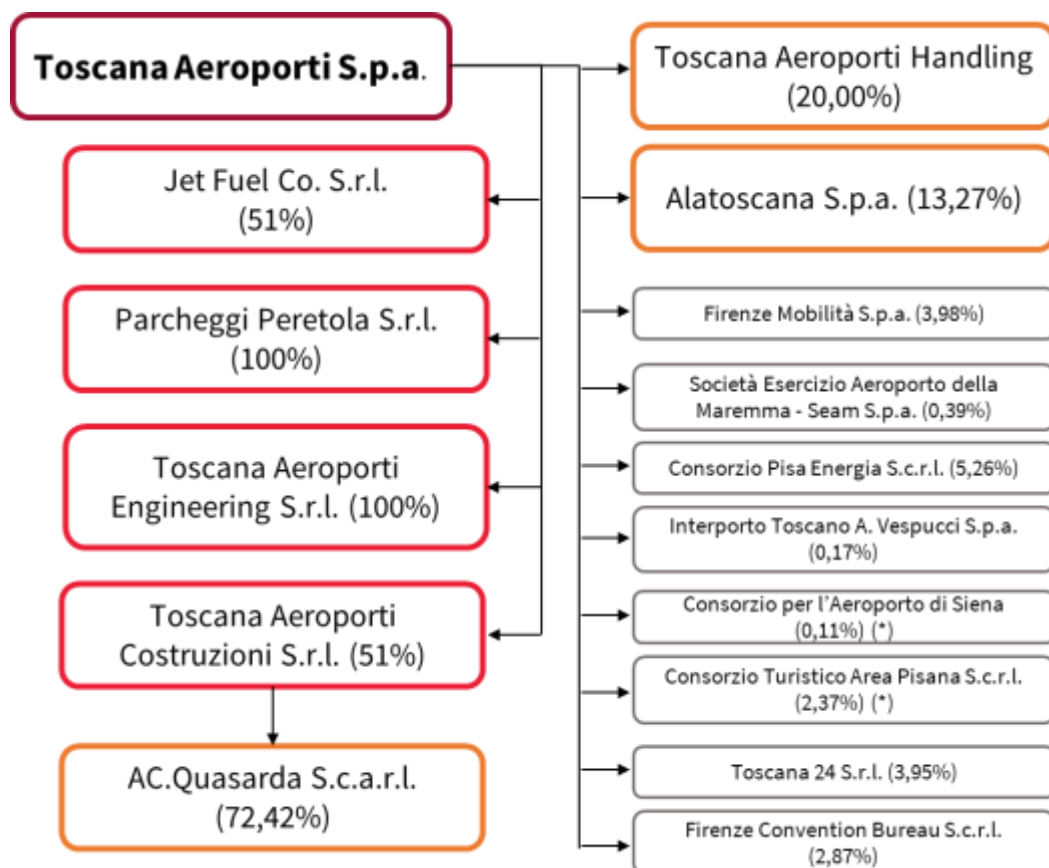 Toscana Aeroporti S.p.a.
Jet Fuel Co. S.r.l.
(51%)
Parcheggi Peretola S.r.l.
(100%)
Toscana Aeroporti
Engineering S.r.l. (100%)
Toscana Aeroporti
Costruzioni S.r.l. (51%)
AC.Quasarda S.c.a.r.l.
(72,42%)
Toscana Aeroporti Handling
(20,00%)
Alatoscana S.p.a. (13,27%)
Firenze Mobilità S.p.a. (3,98%)
Società Esercizio Aeroporto della
Maremma - Seam S.p.a. (0,39%)
Consorzio Pisa Energia S.c.r.l. (5,26%)
Interporto Toscano A. Vespucci S.p.a.
(0,17%)
Consorzio per l'Aeroporto di Siena
(0,11%) (*)
Consorzio Turistico Area Pisana S.c.r.l.
(2,37%) (*)
Toscana 24 S.r.l. (3,95%)
Firenze Convention Bureau S.c.r.l.
(2,87%)